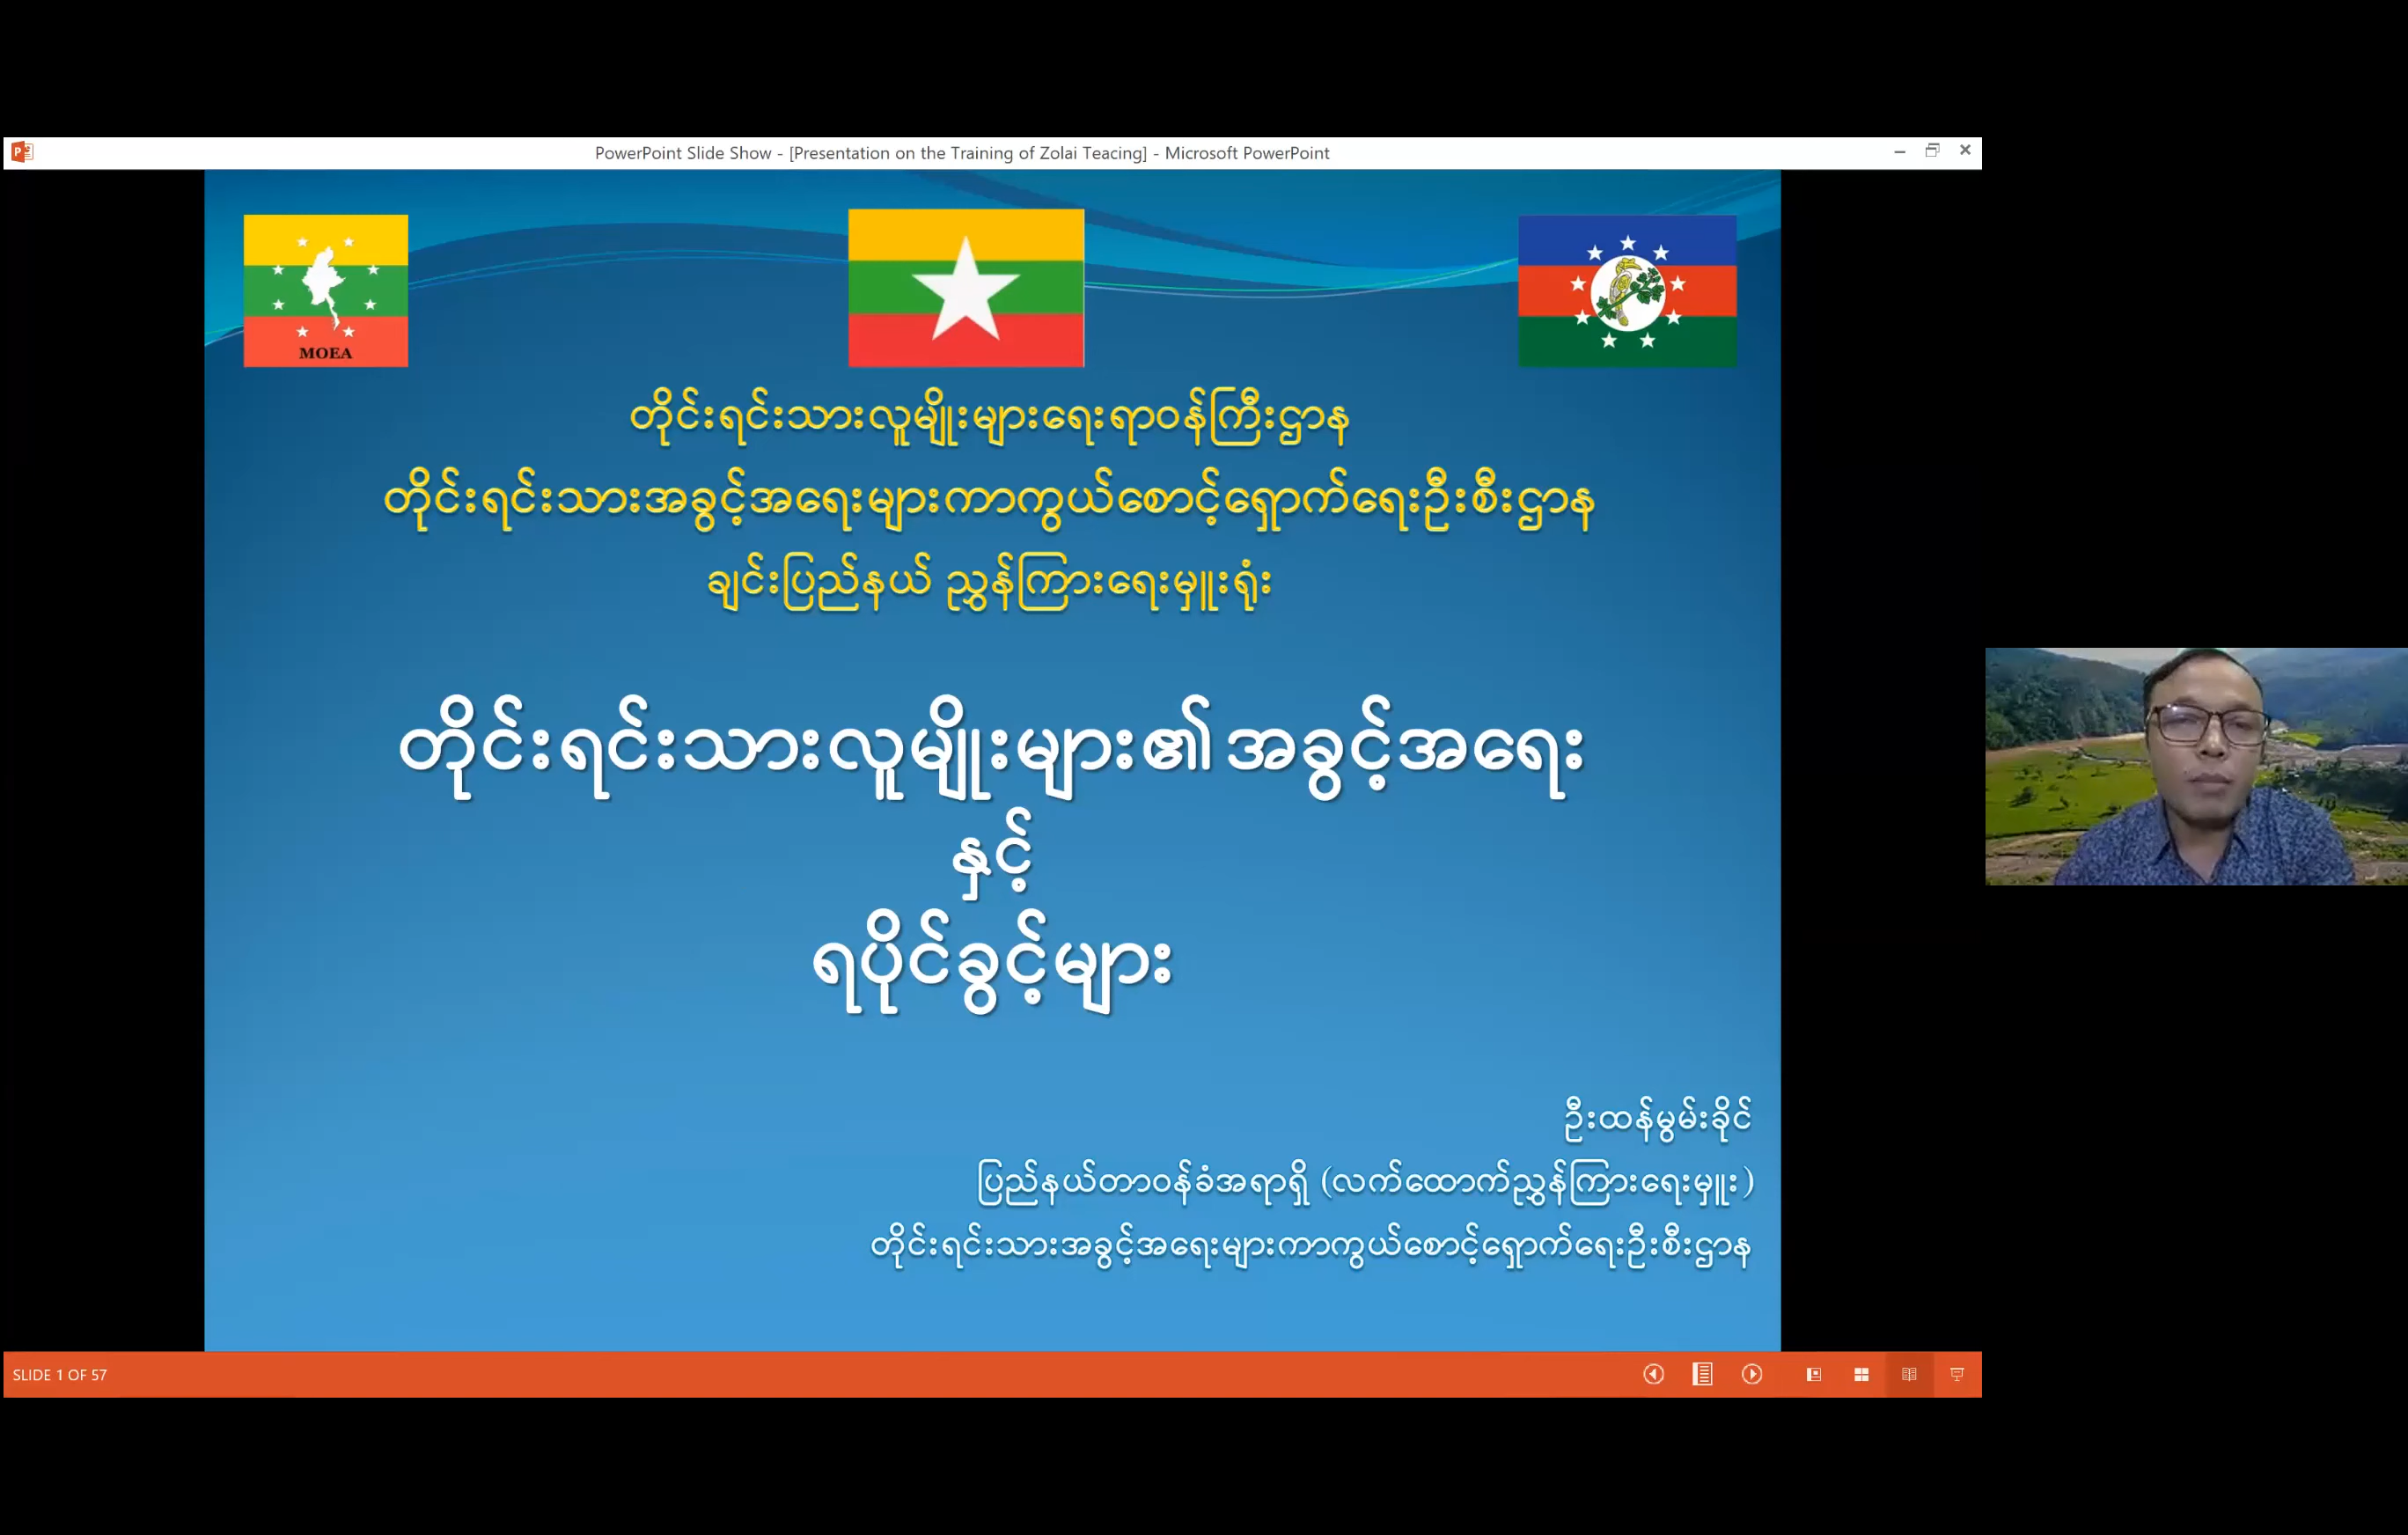 PowerPoint Slide Show - [Presentation on the Training of Zolai Teacing] - Microsoft PowerPoint
MOEA
တိုင်းရင်းသားလူမျိုးများရေးရာဝန်ကြီးဌာန
တိုင်းရင်းသားအခွင့်အရေးများကာကွယ်စောင့်ရှောက်ရေးဦးစီးဌာန
ချင်းပြည်နယ် ညွှန်ကြားရေးမှူးရုံး
တိုင်းရင်းသားလူမျိုးများ၏အခွင့်အရေး
နှင့်
ရပိုင်ခွင့်များ
ဦးထန်မွမ်းခိုင်
ပြည်နယ်တာဝန်ခံအရာရှိ (လက်ထောက်ညွှန်ကြားရေးမှူး)
တိုင်းရင်းသားအခွင့်အရေးများကာကွယ်စောင့်ရှောက်ရေးဦးစီးဌာန
SLIDE 1 OF 57